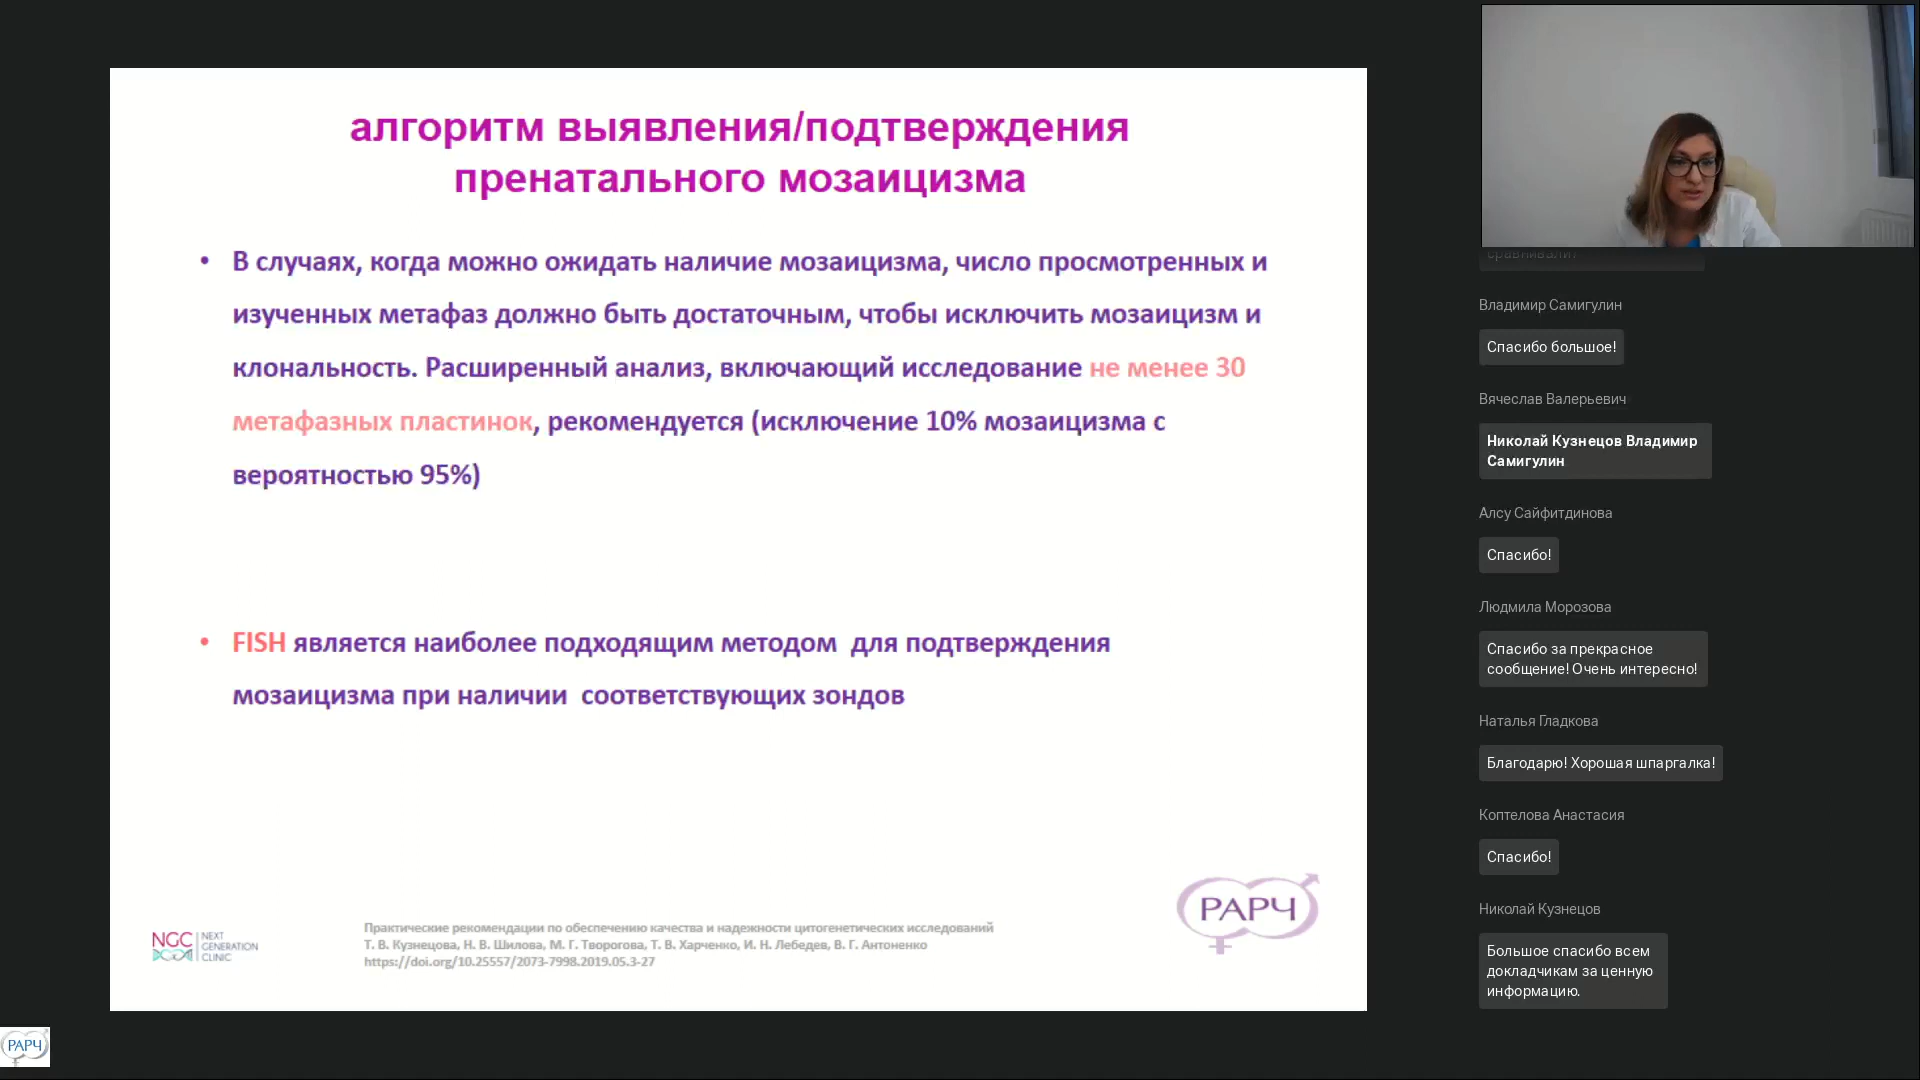 алгоритм выявления/подтверждения
пренатального мозаицизма
• В случаях, когда можно ожидать наличие мозаицизма, число просмотренных и
изученных метафаз должно быть достаточным, чтобы исключить мозаицизм и
клональность. Расширенный анализ, включающий исследование не менее 30
метафазных пластинок, рекомендуется (исключение 10% мозаицизма с
вероятностью 95%)
• FISH является наиболее подходящим методом для подтверждения
мозаицизма при наличии соответствующих зондов
NGC
NEXT
GENERATION
CLINIC
Практические рекомендации по обеспечению качества и надежности цитогенетических исследований
Т. В. Кузнецова, Н. В. Шилова, М. Г. Творогова, Т. В. Харченко, И. Н. Лебедев, В. Г. Антоненко
https://doi.org/10.25557/2073-7998.2019.05.3-27
РАРЧ
РАРЧ
сравнивали?
Владимир Самигулин
Спасибо большое!
Вячеслав Валерьевич
Николай Кузнецов Владимир
Самигулин
Алсу Сайфитдинова
Спасибо!
Людмила Морозова
Спасибо за прекрасное
сообщение! Очень интересно!
Наталья Гладкова
Благодарю! Хорошая шпаргалка!
Коптелова Анастасия
Спасибо!
Николай Кузнецов
Большое спасибо всем
докладчикам за ценную
информацию.